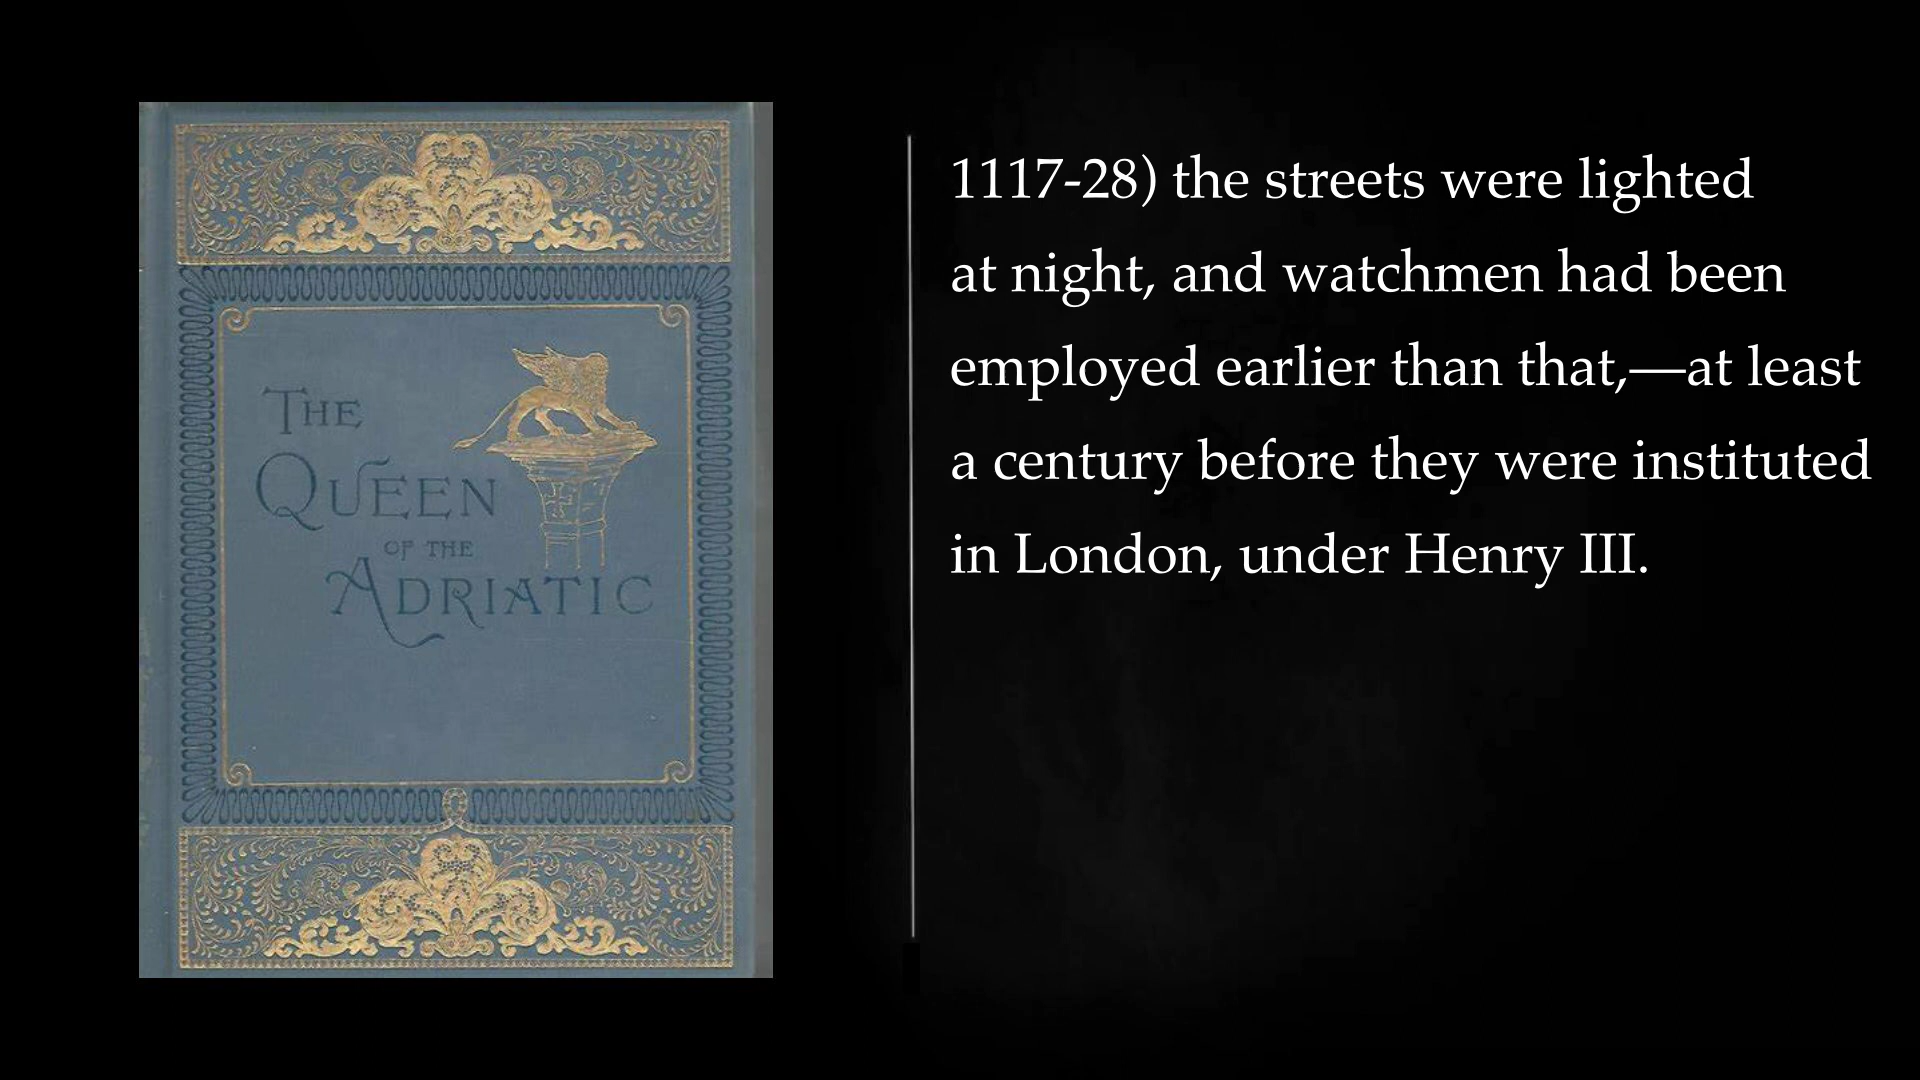 THE
QUEEN
OF THE
ADRIATIC
1117-28) the streets were lighted
at night, and watchmen had been
employed earlier than that,—at least
a century before they were instituted
in London, under Henry III.